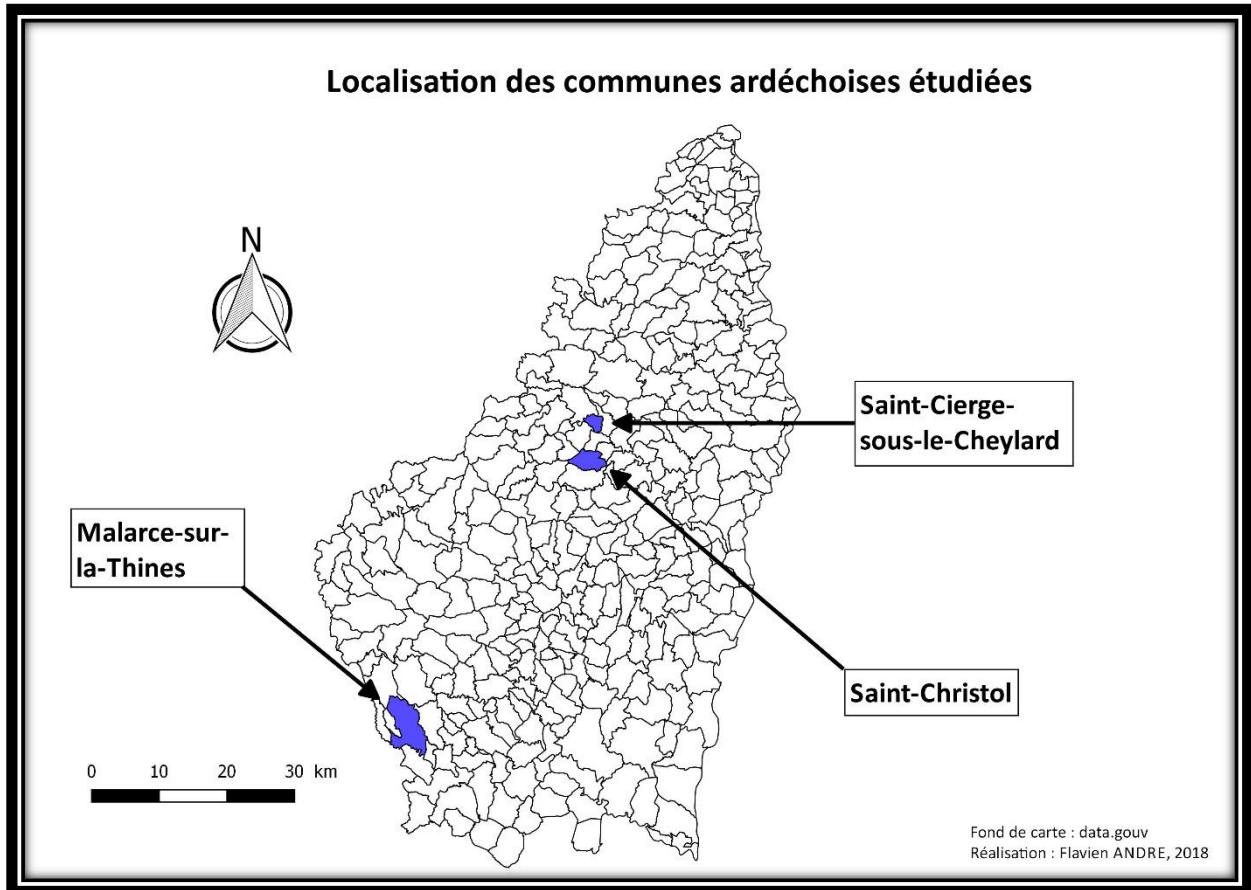 Localisation des communes ardéchoises étudiées
N
Saint-Cierge-
sous-le-Cheylard
Malarce-sur-
la-Thines
Saint-Christol
0 10 20 30 km
Fond de carte : data.gouv
Réalisation : Flavien ANDRE, 2018